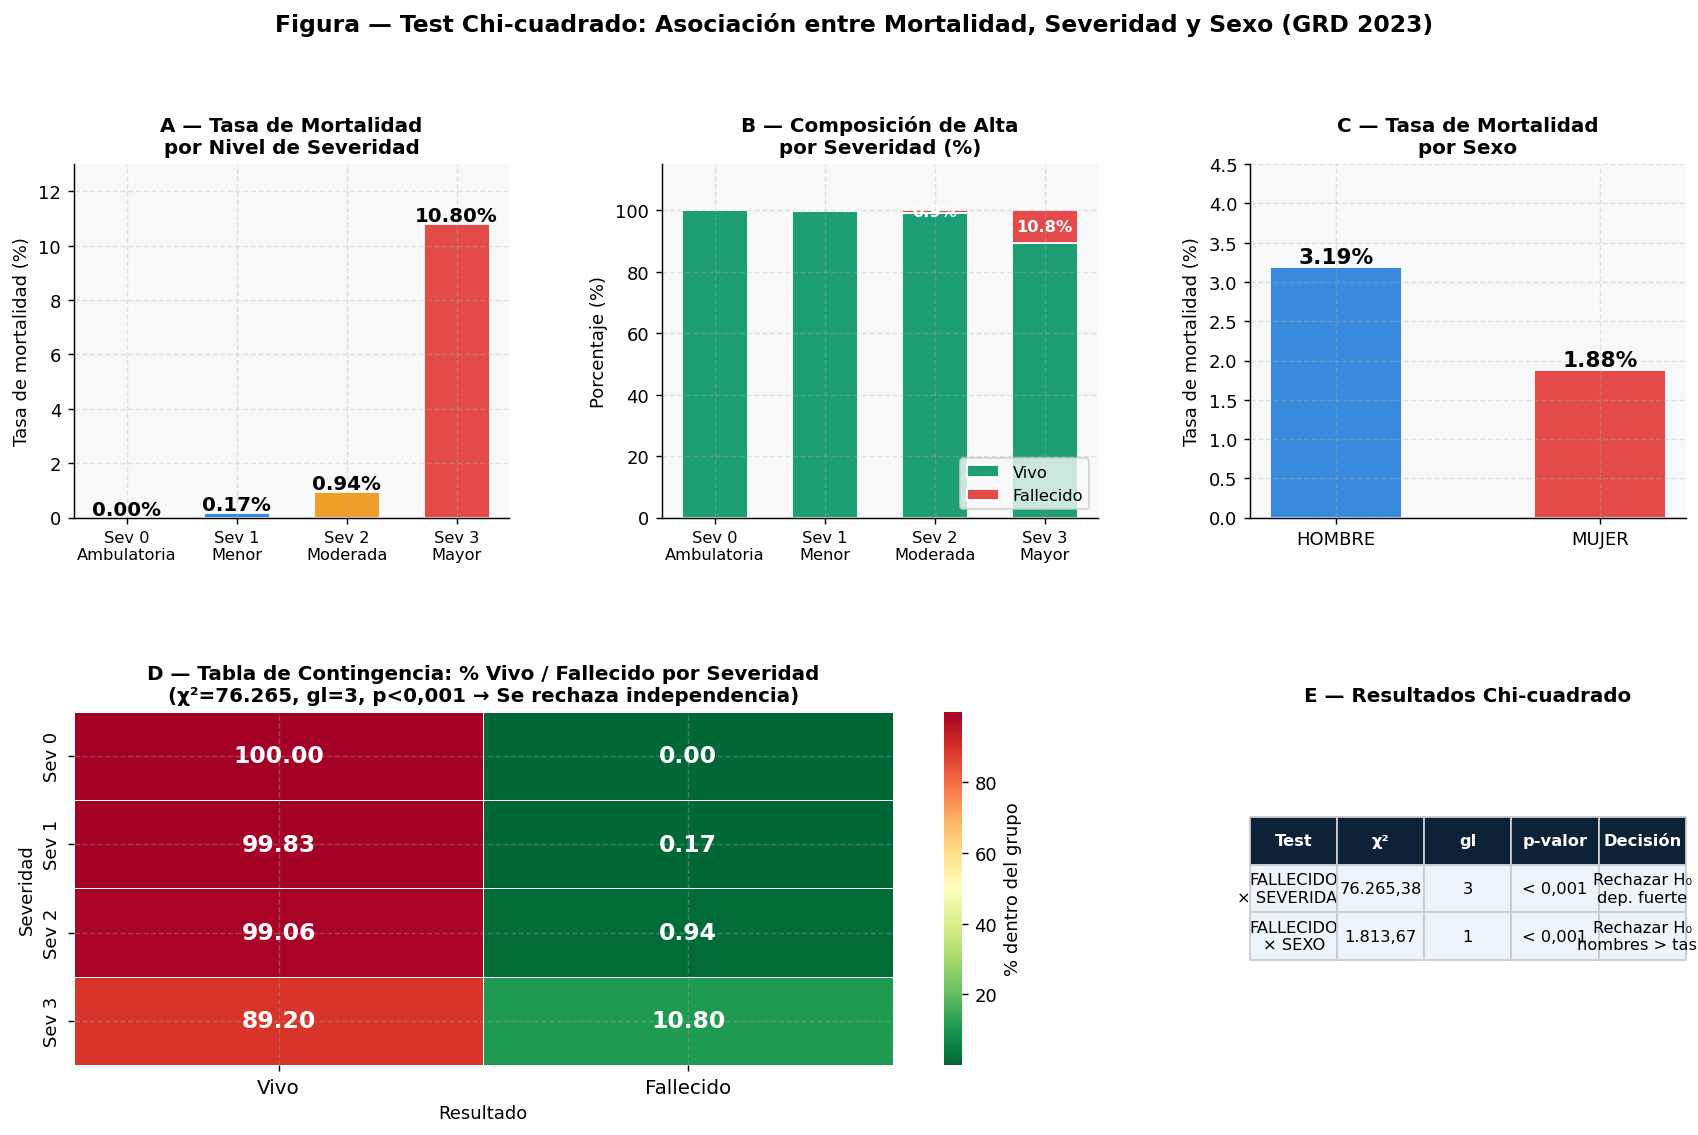 Figura — Test Chi-cuadrado: Asociación entre Mortalidad, Severidad y Sexo (GRD 2023)
A — Tasa de Mortalidad
por Nivel de Severidad
Tasa de mortalidad (%)
12
10
8
6
4
2
0
0.00%
0.17%
0.94%
10.80%
Sev 0
Ambulatoria
Sev 1
Menor
Sev 2
Moderada
Sev 3
Mayor
B — Composición de Alta
por Severidad (%)
Porcentaje (%)
100
80
60
40
20
0
0.9%
10.8%
Vivo
Fallecido
Sev 0
Ambulatoria
Sev 1
Menor
Sev 2
Moderada
Sev 3
Mayor
C — Tasa de Mortalidad
por Sexo
Tasa de mortalidad (%)
4.5
4.0
3.5
3.0
2.5
2.0
1.5
1.0
0.5
0.0
3.19%
1.88%
HOMBRE
MUJER
D — Tabla de Contingencia: % Vivo / Fallecido por Severidad
(χ²=76.265, gl=3, p<0,001 → Se rechaza independencia)
Severidad
Sev 0
Sev 1
Sev 2
Sev 3
100.00 0.00
99.83 0.17
99.06 0.94
89.20 10.80
Vivo Fallecido
Resultado
80
60
40
20
% dentro del grupo
E — Resultados Chi-cuadrado
Test χ² gl p-valor Decisión
FALLECIDO
× SEVERIDA
76.265,38 3 < 0,001
Rechazar H₀
dep. fuerte
FALLECIDO
× SEXO
1.813,67 1 < 0,001
Rechazar H₀
hombres > tas